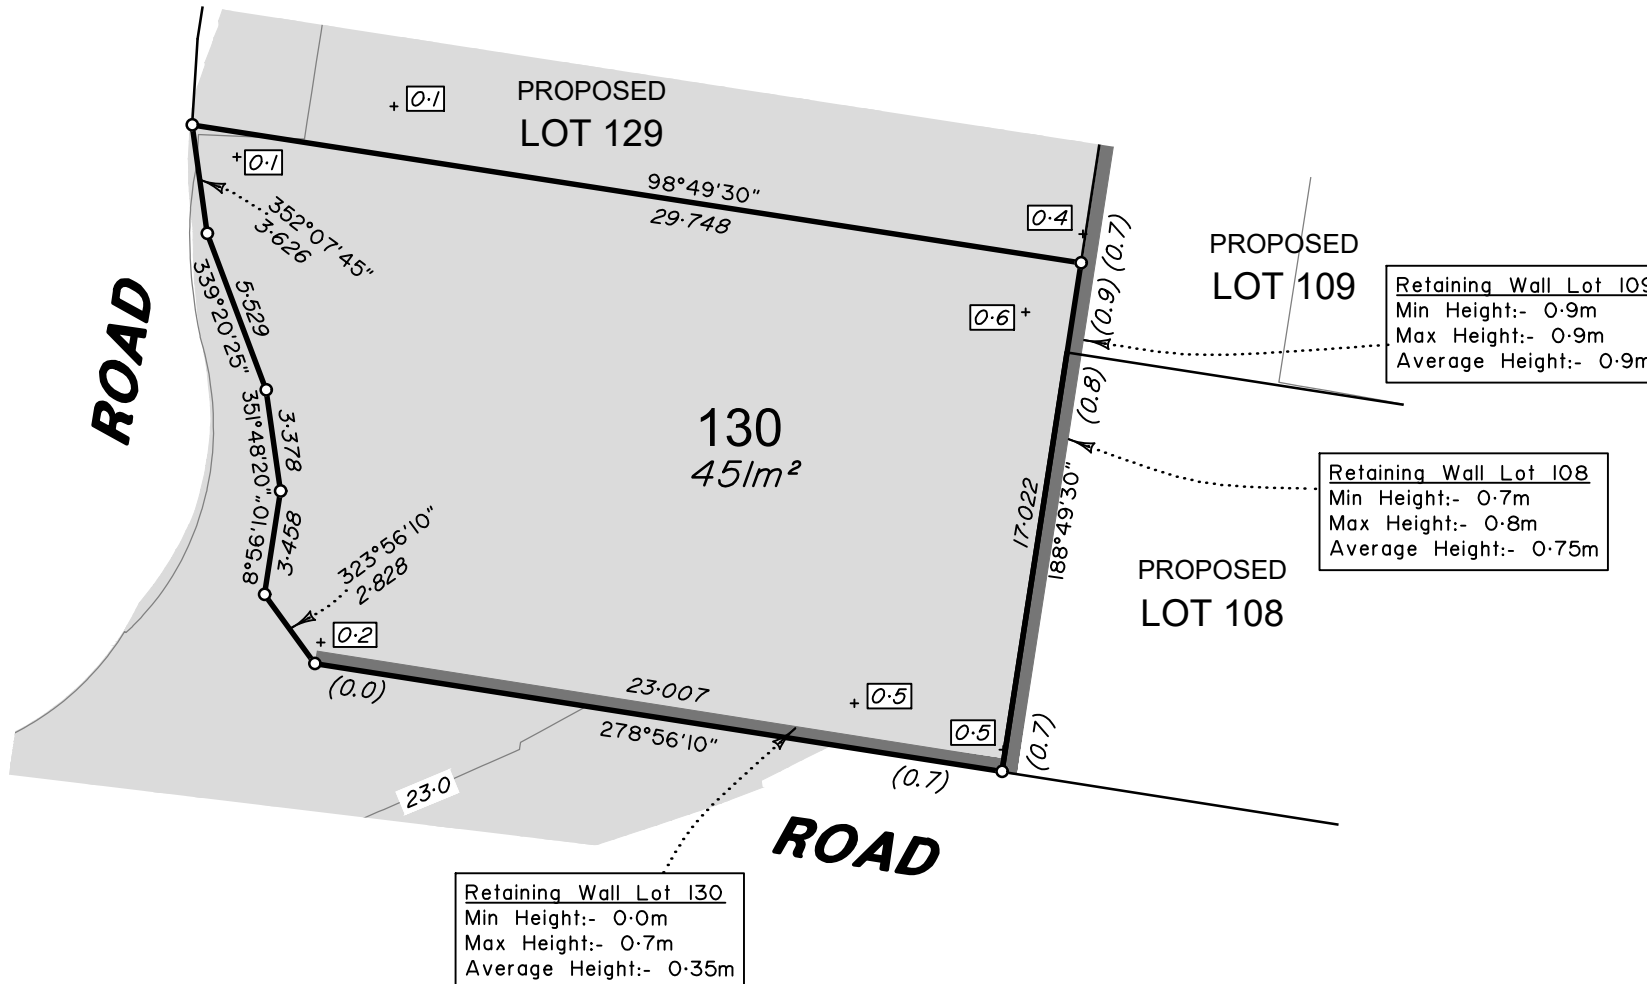 PROPOSED
LOT 129
0·1
0·1
98°49'30"
29·748
0·4
(0.7)
352°07'45"
3·626
PROPOSED
LOT 109
Retaining Wall Lot 109
Min Height:- 0·9m
Max Height:- 0·9m
Average Height:- 0·9m
(0.9)
0·6
ROAD
5·529
339°20'25"
(0.8)
130
451m²
3·378
351°48'20"
Retaining Wall Lot 108
Min Height:- 0·7m
Max Height:- 0·8m
Average Height:- 0·75m
17·022
188°49'30"
3·458
8°56'10"
323°56'10"
2·828
PROPOSED
LOT 108
0·2
(0.0)
23·007
278°56'10"
0·5
0·5
(0.7)
(0.7)
23·0
ROAD
Retaining Wall Lot 130
Min Height:- 0·0m
Max Height:- 0·7m
Average Height:- 0·35m